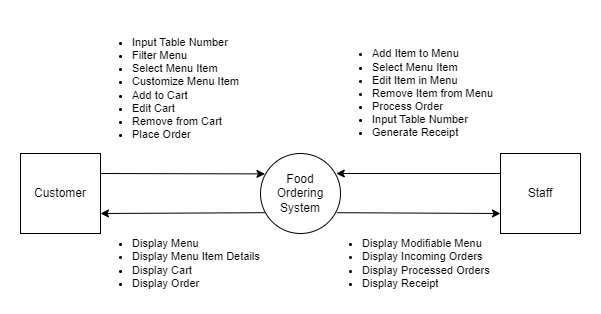 • Input Table Number
• Filter Menu
• Select Menu Item
• Customize Menu Item
• Add to Cart
• Edit Cart
• Remove from Cart
• Place Order
• Add Item to Menu
• Select Menu Item
• Edit Item in Menu
• Remove Item from Menu
• Process Order
• Input Table Number
• Generate Receipt
Customer
Food
Ordering
System
Staff
• Display Menu
• Display Menu Item Details
• Display Cart
• Display Order
• Display Modifiable Menu
• Display Incoming Orders
• Display Processed Orders
• Display Receipt